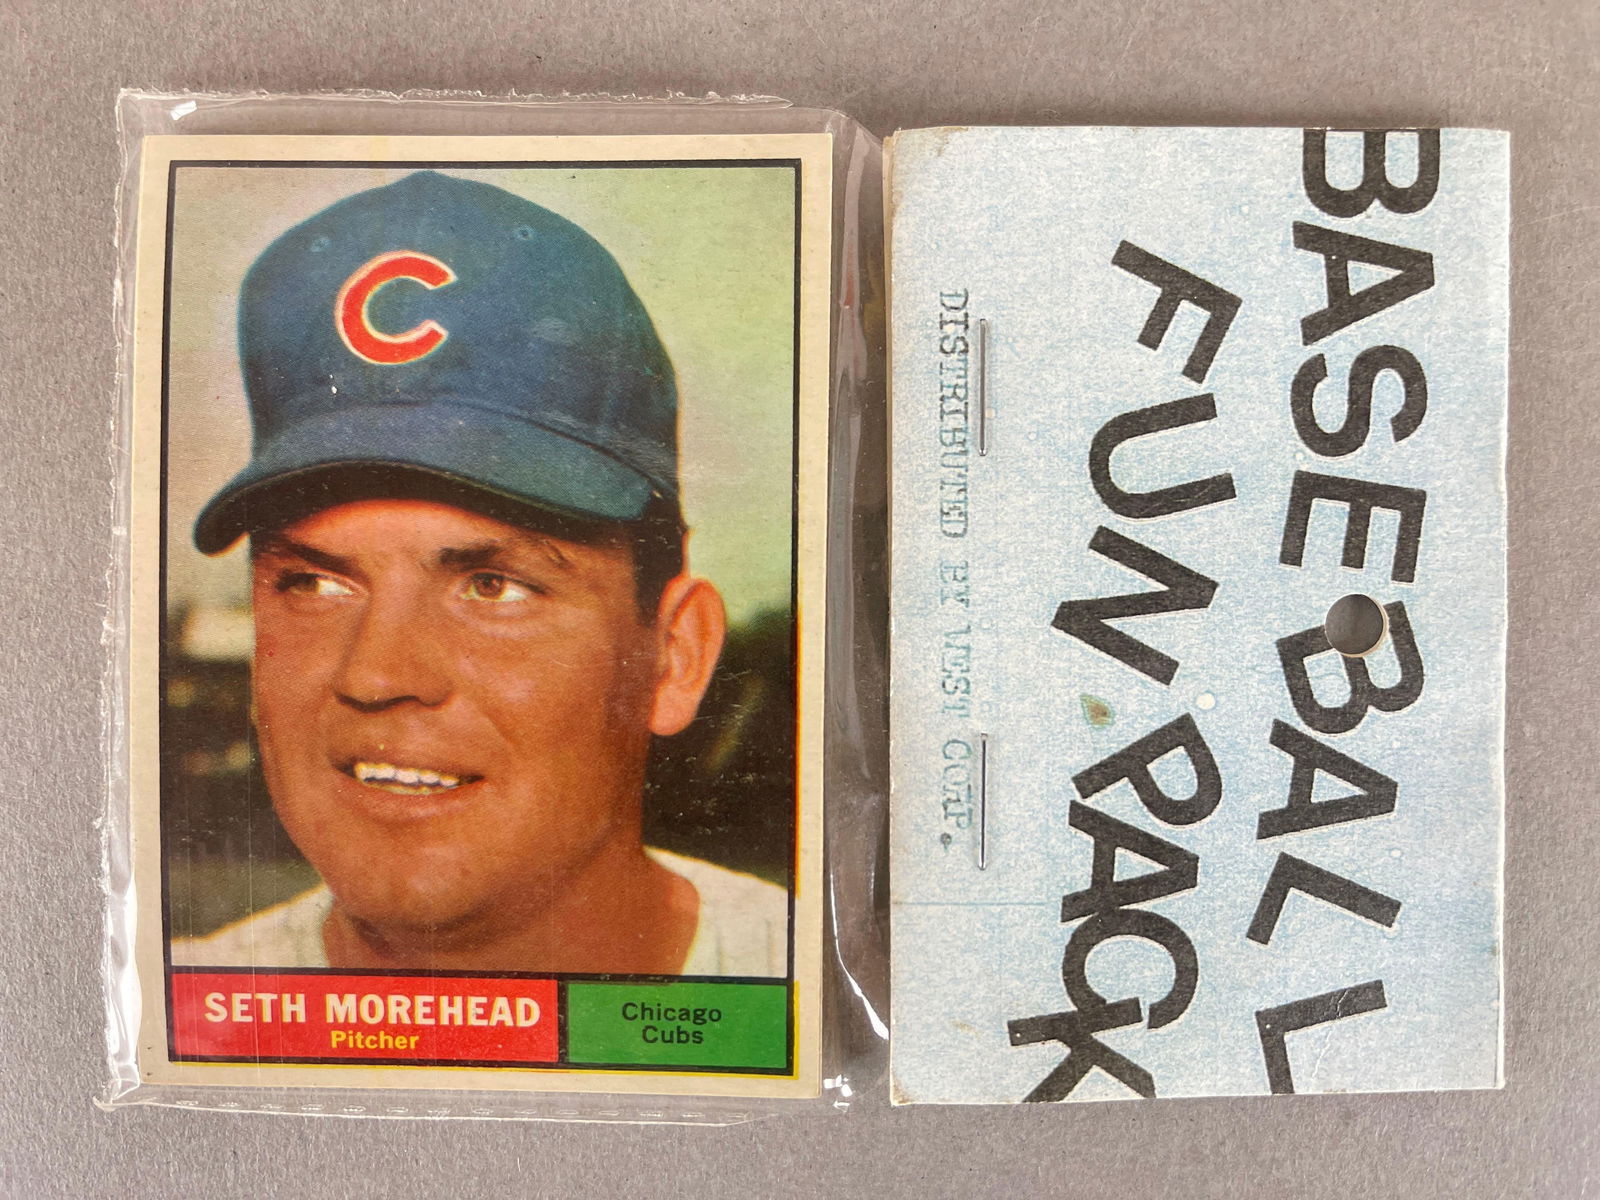 C
SETH MOREHEAD
Pitcher
Chicago
Cubs
BASEBALL
FUN PACK
DISTRIBUTED BY WEST CORP.